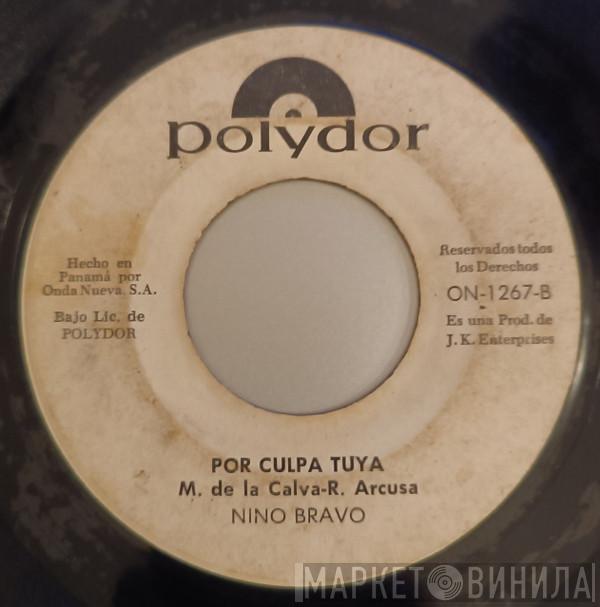 polydor
Hecho en
Panamá por
Onda Nueva, S.A.
Bajo Lic. de
POLYDOR
Reservados todos
los Derechos
ON-1267-B
Es una Prod. de
J.K. Enterprises
POR CULPA TUYA
M. de la Calva-R. Arcusa
NINO BRAVO
МАРКЕТ ВИНИЛА